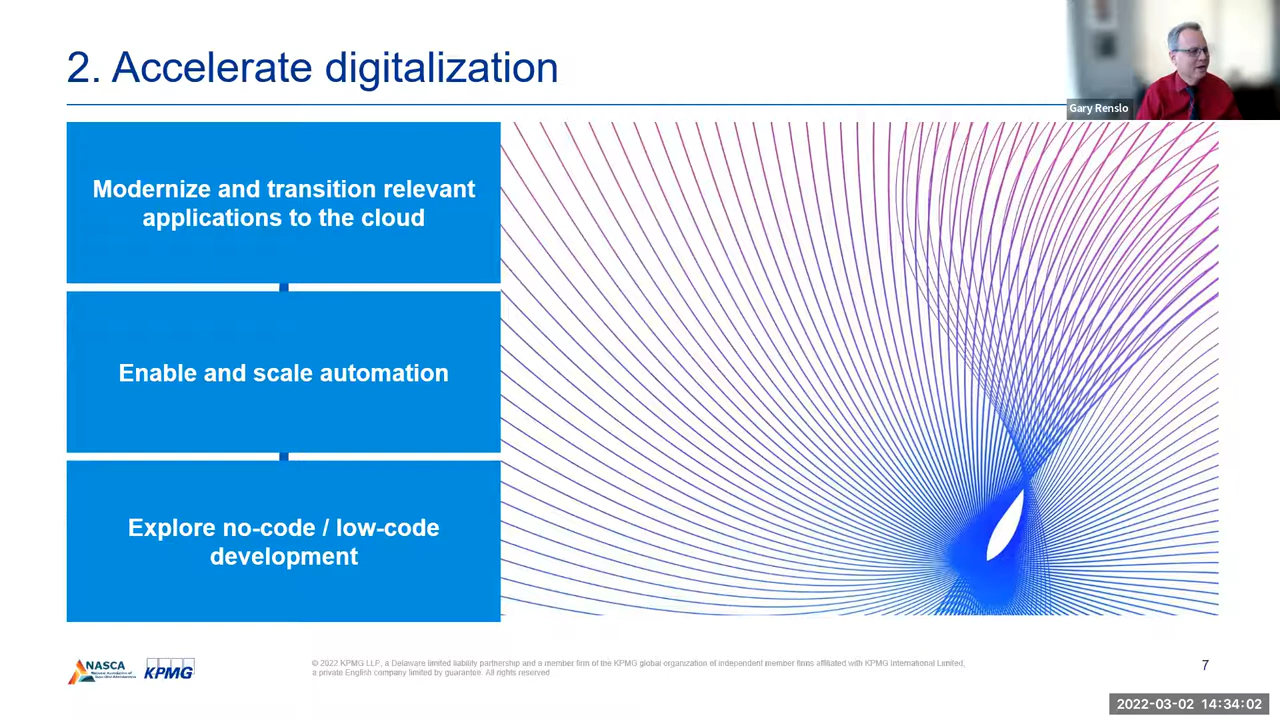 2. Accelerate digitalization
Gary Renslo
Modernize and transition relevant
applications to the cloud
Enable and scale automation
Explore no-code / low-code
development
NASCA
KPMG
© 2022 KPMG LLP, a Delaware limited liability partnership and a member firm of the KPMG global organization of independent member firms affiliated with KPMG International Limited,
a private English company limited by guarantee. All rights reserved
7
2022-03-02 14:34:02